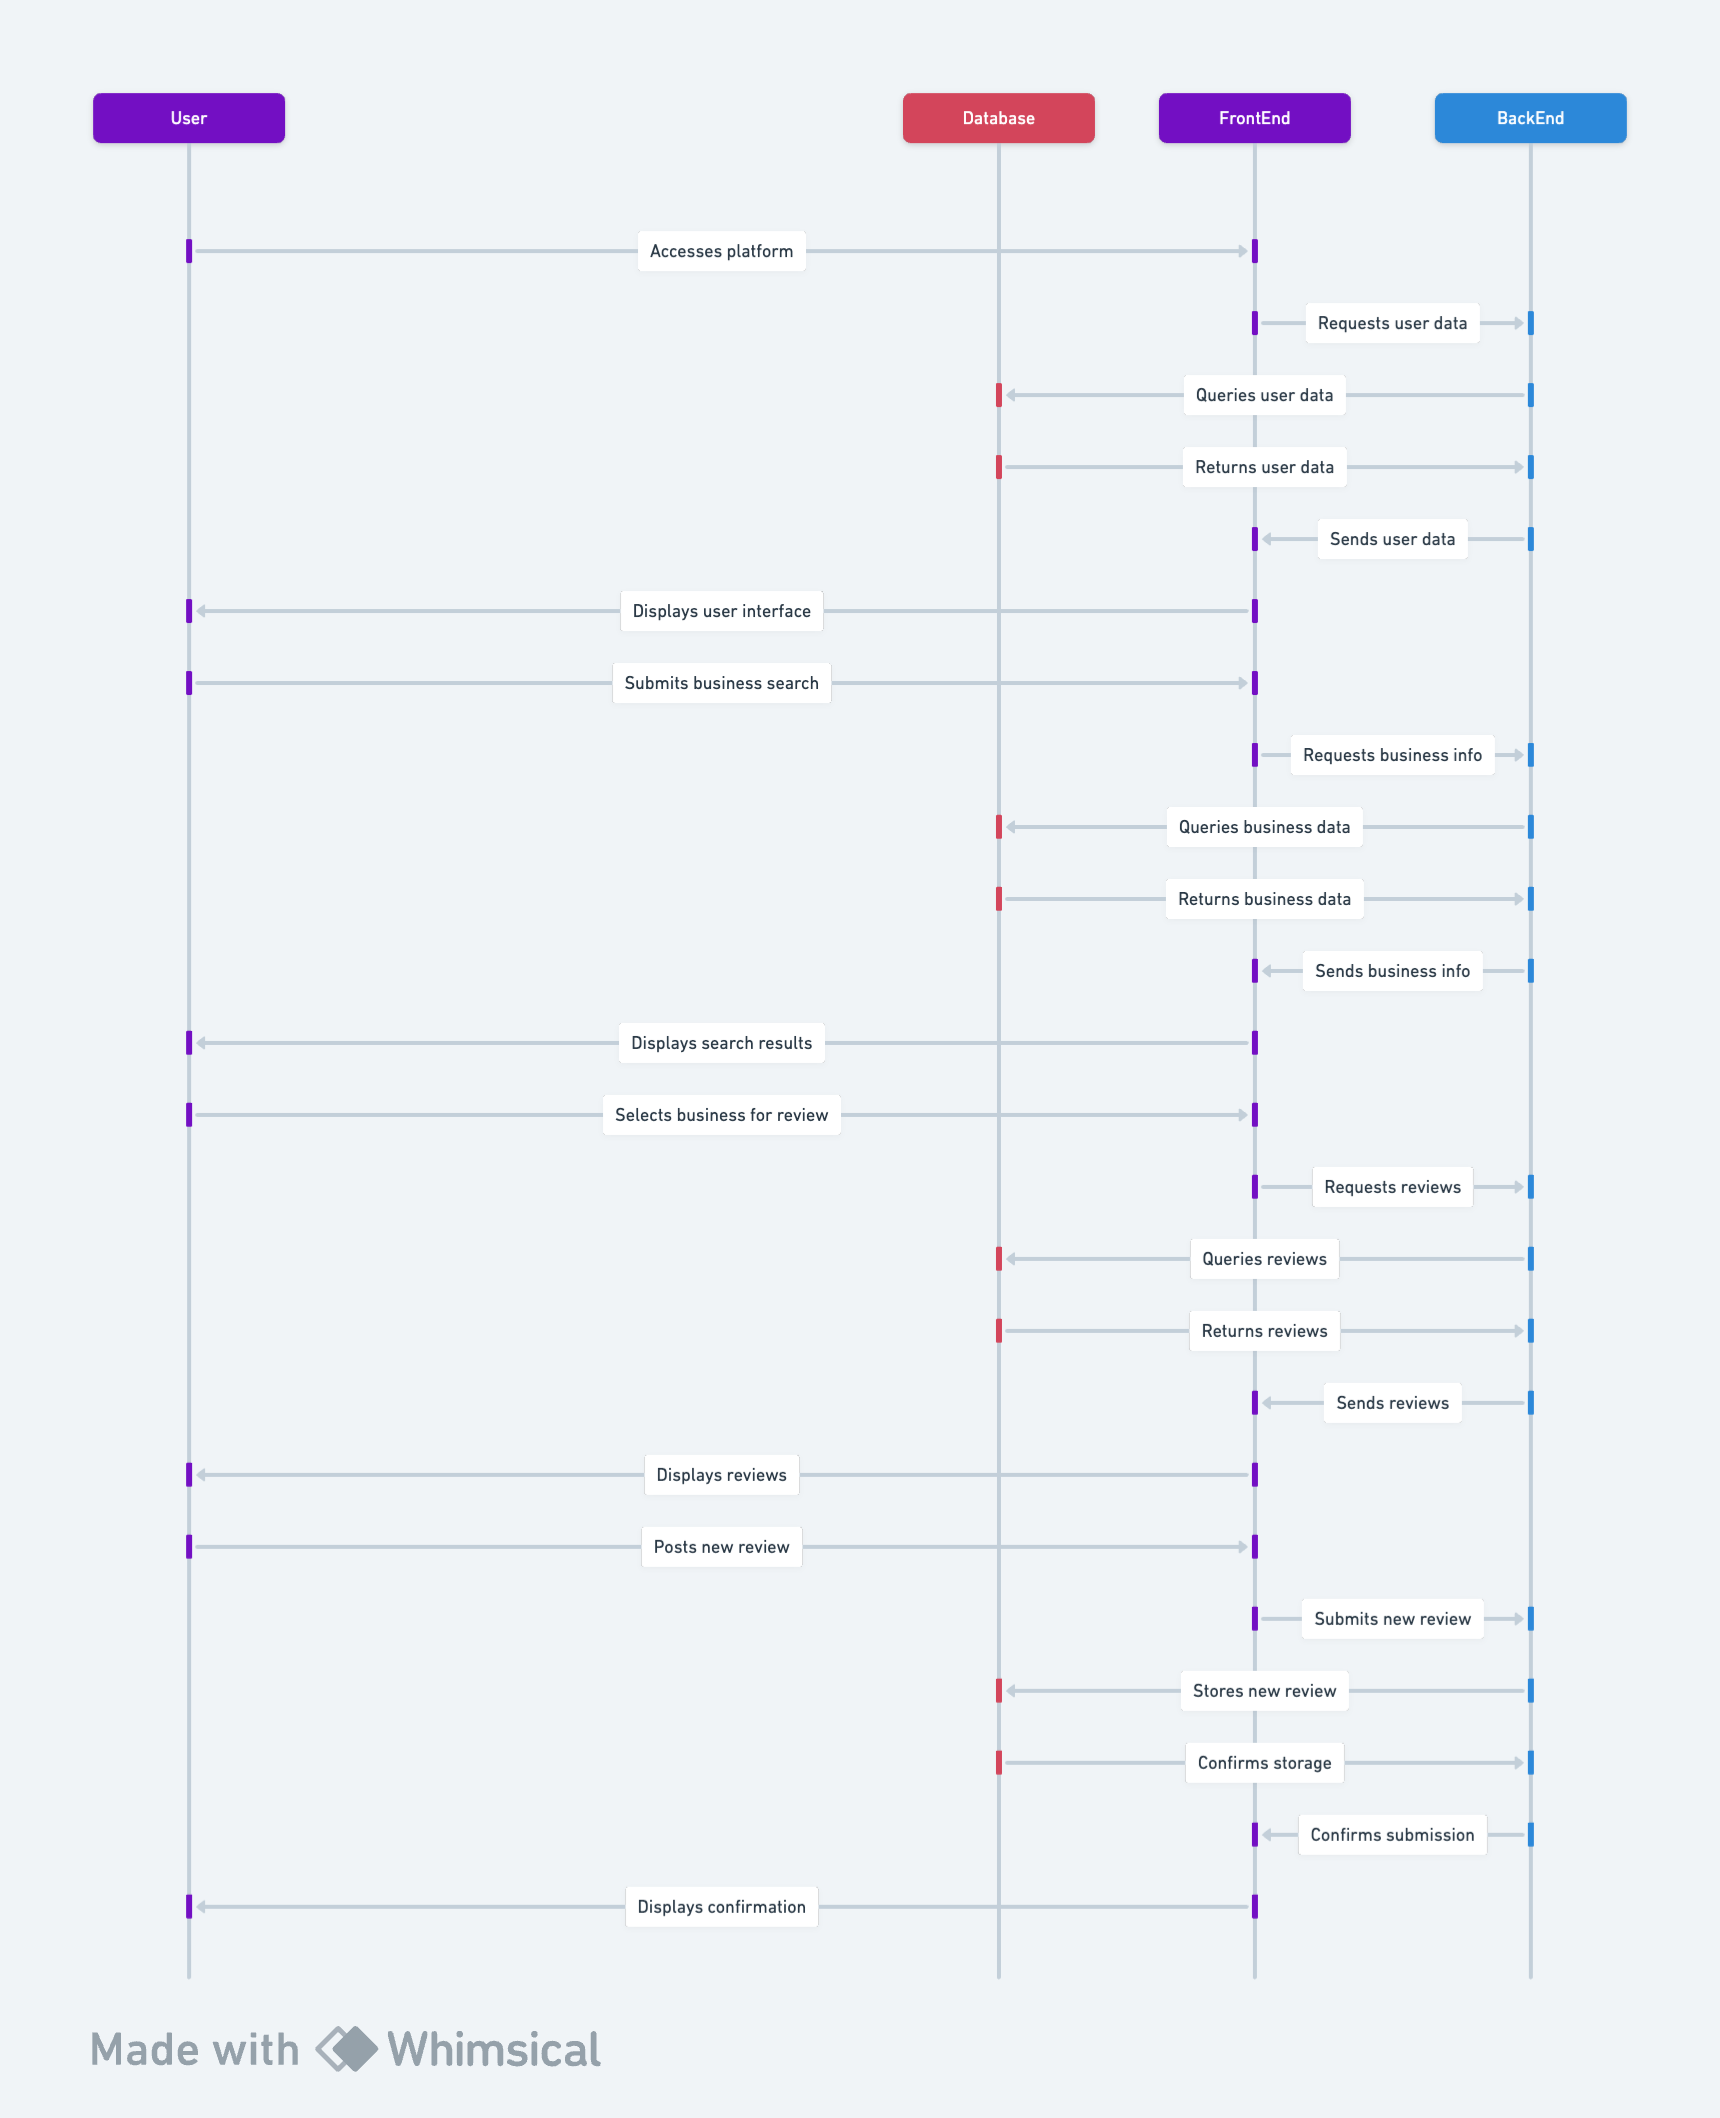 User
Database
FrontEnd
BackEnd
Accesses platform
Requests user data
Queries user data
Returns user data
Sends user data
Displays user interface
Submits business search
Requests business info
Queries business data
Returns business data
Sends business info
Displays search results
Selects business for review
Requests reviews
Queries reviews
Returns reviews
Sends reviews
Displays reviews
Posts new review
Submits new review
Stores new review
Confirms storage
Confirms submission
Displays confirmation
Made with Whimsical